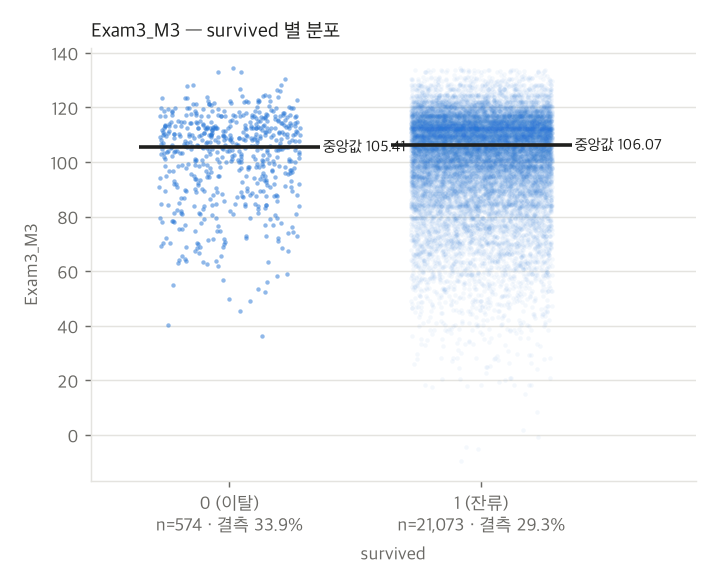 Exam3_M3 — survived 별 분포
140
120
100
80
60
40
20
0
Exam3_M3
중앙값 105.41
중앙값 106.07
0 (이탈)
n=574 · 결측 33.9%
1 (잔류)
n=21,073 · 결측 29.3%
survived